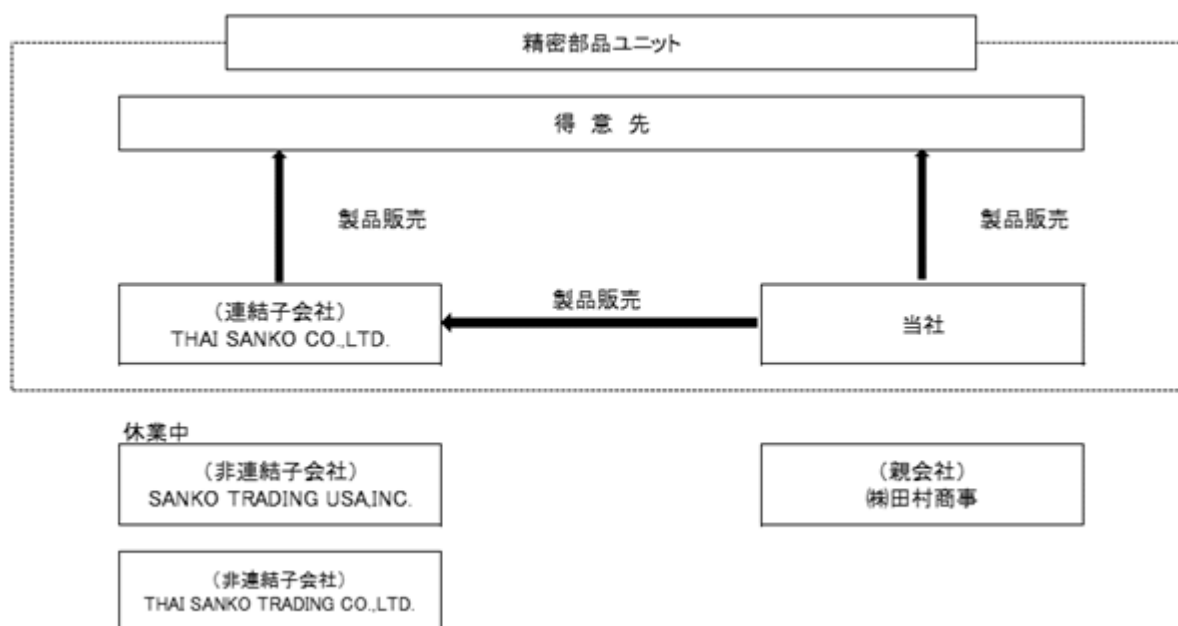 精密部品ユニット
得 意 先
製品販売
製品販売
製品販売
(連結子会社)
THAI SANKO CO.,LTD.
当社
休業中
(非連結子会社)
SANKO TRADING USA,INC.
(親会社)
㈱田村商事
(非連結子会社)
THAI SANKO TRADING CO.,LTD.